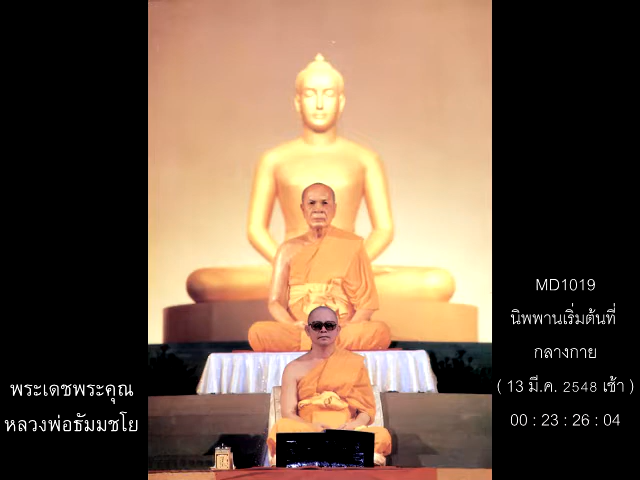 พระเดชพระคุณ
หลวงพ่อธัมมชโย
MD1019
นิพพานเริ่มต้นที่
กลางกาย
( 13 มี.ค. 2548 เช้า )
00 : 23 : 26 : 04